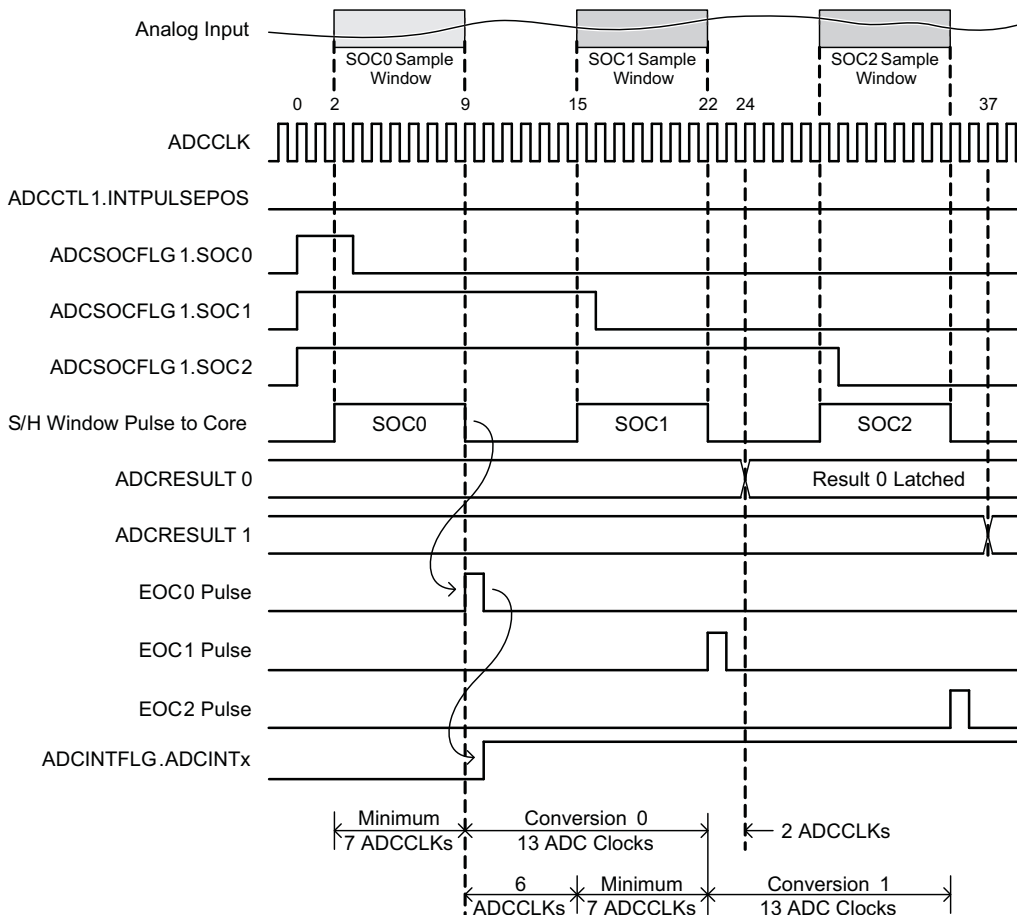 Analog Input
SOC0 Sample
Window
SOC1 Sample
Window
SOC2 Sample
Window
0 2 9 15 22 24 37
ADCCLK
ADCCTL1.INTPULSEPOS
ADCSOCFLG1.SOC0
ADCSOCFLG1.SOC1
ADCSOCFLG1.SOC2
S/H Window Pulse to Core SOC0 SOC1 SOC2
ADCRESULT 0 Result 0 Latched
ADCRESULT 1
EOC0 Pulse
EOC1 Pulse
EOC2 Pulse
ADCINTFLG.ADCINTx
Minimum
7 ADCCLKs
Conversion 0
13 ADC Clocks
2 ADCCLKs
6
ADCCLKs
Minimum
7 ADCCLKs
Conversion 1
13 ADC Clocks